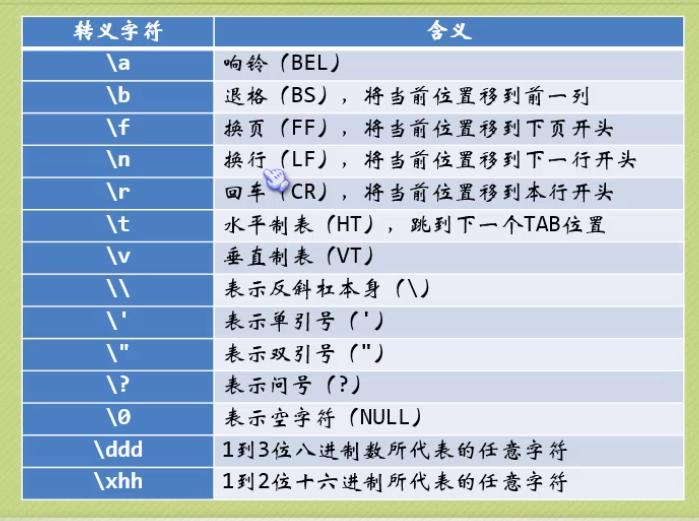 转义字符 含义
\a 响铃（BEL）
\b 退格（BS），将当前位置移到前一列
\f 换页（FF），将当前位置移到下页开头
\n 换行（LF），将当前位置移到下一行开头
\r 回车（CR），将当前位置移到本行开头
\t 水平制表（HT），跳到下一个TAB位置
\v 垂直制表（VT）
\\ 表示反斜杠本身（\）
\' 表示单引号（'）
\" 表示双引号（"）
\? 表示问号（?）
\0 表示空字符（NULL）
\ddd 1到3位八进制数所代表的任意字符
\xhh 1到2位十六进制所代表的任意字符